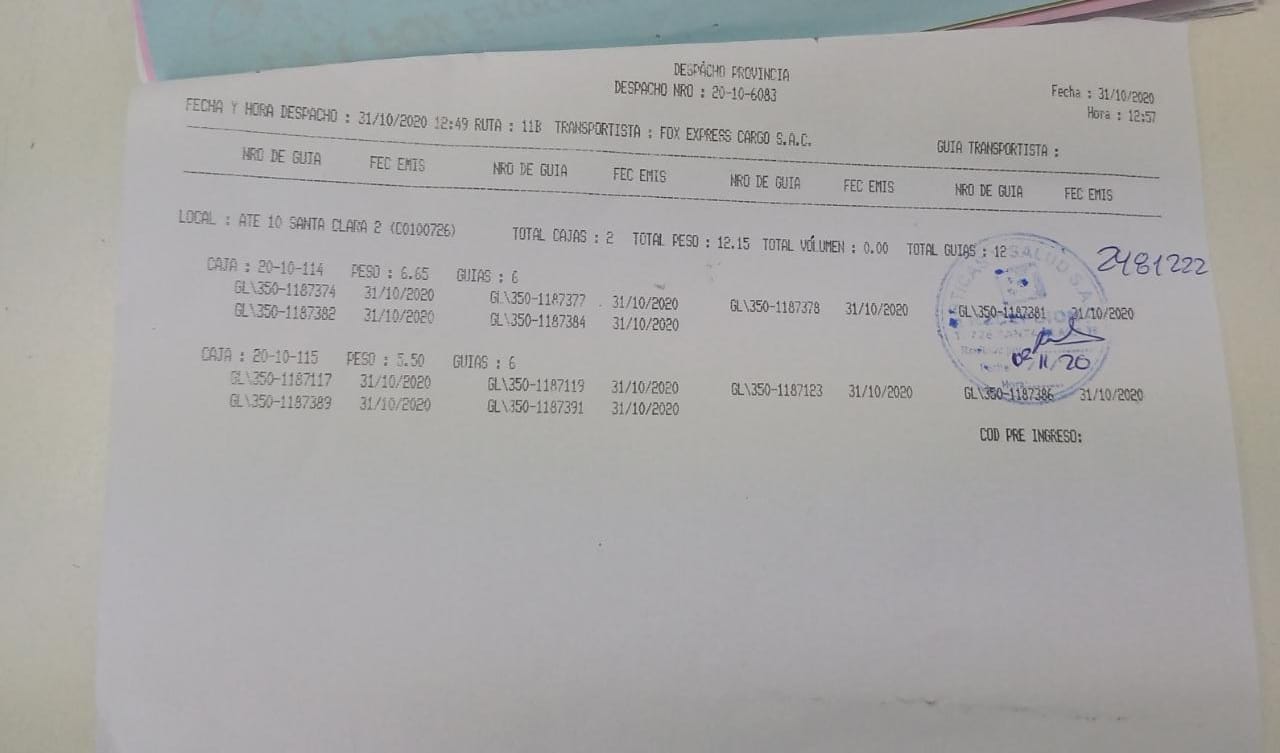 DESPACHO PROVINCIA
DESPACHO NRO : 20-10-6083
Fecha : 31/10/2020
Hora : 12:57
FECHA Y HORA DESPACHO : 31/10/2020 12:49 RUTA : 11B TRANSPORTISTA : FOX EXPRESS CARGO S.A.C.
GUIA TRANSPORTISTA :
NRO DE GUIA FEC EMIS NRO DE GUIA FEC EMIS NRO DE GUIA FEC EMIS NRO DE GUIA FEC EMIS
LOCAL : ATE 10 SANTA CLARA 2 (C0100726) TOTAL CAJAS : 2 TOTAL PESO : 12.15 TOTAL VOLUMEN : 0.00 TOTAL GUIAS : 12
2481222
CAJA : 20-10-114 PESO : 6.65 GUIAS : 6
GL\350-1187374 31/10/2020 GL\350-1187377 31/10/2020 GL\350-1187378 31/10/2020 GL\350-1187381 31/10/2020
GL\350-1187382 31/10/2020 GL\350-1187384 31/10/2020
CAJA : 20-10-115 PESO : 5.50 GUIAS : 6
02/11/20
GL\350-1187117 31/10/2020 GL\350-1187119 31/10/2020 GL\350-1187123 31/10/2020 GL\350-1187386 31/10/2020
GL\350-1187389 31/10/2020 GL\350-1187391 31/10/2020
COD PRE INGRESO: